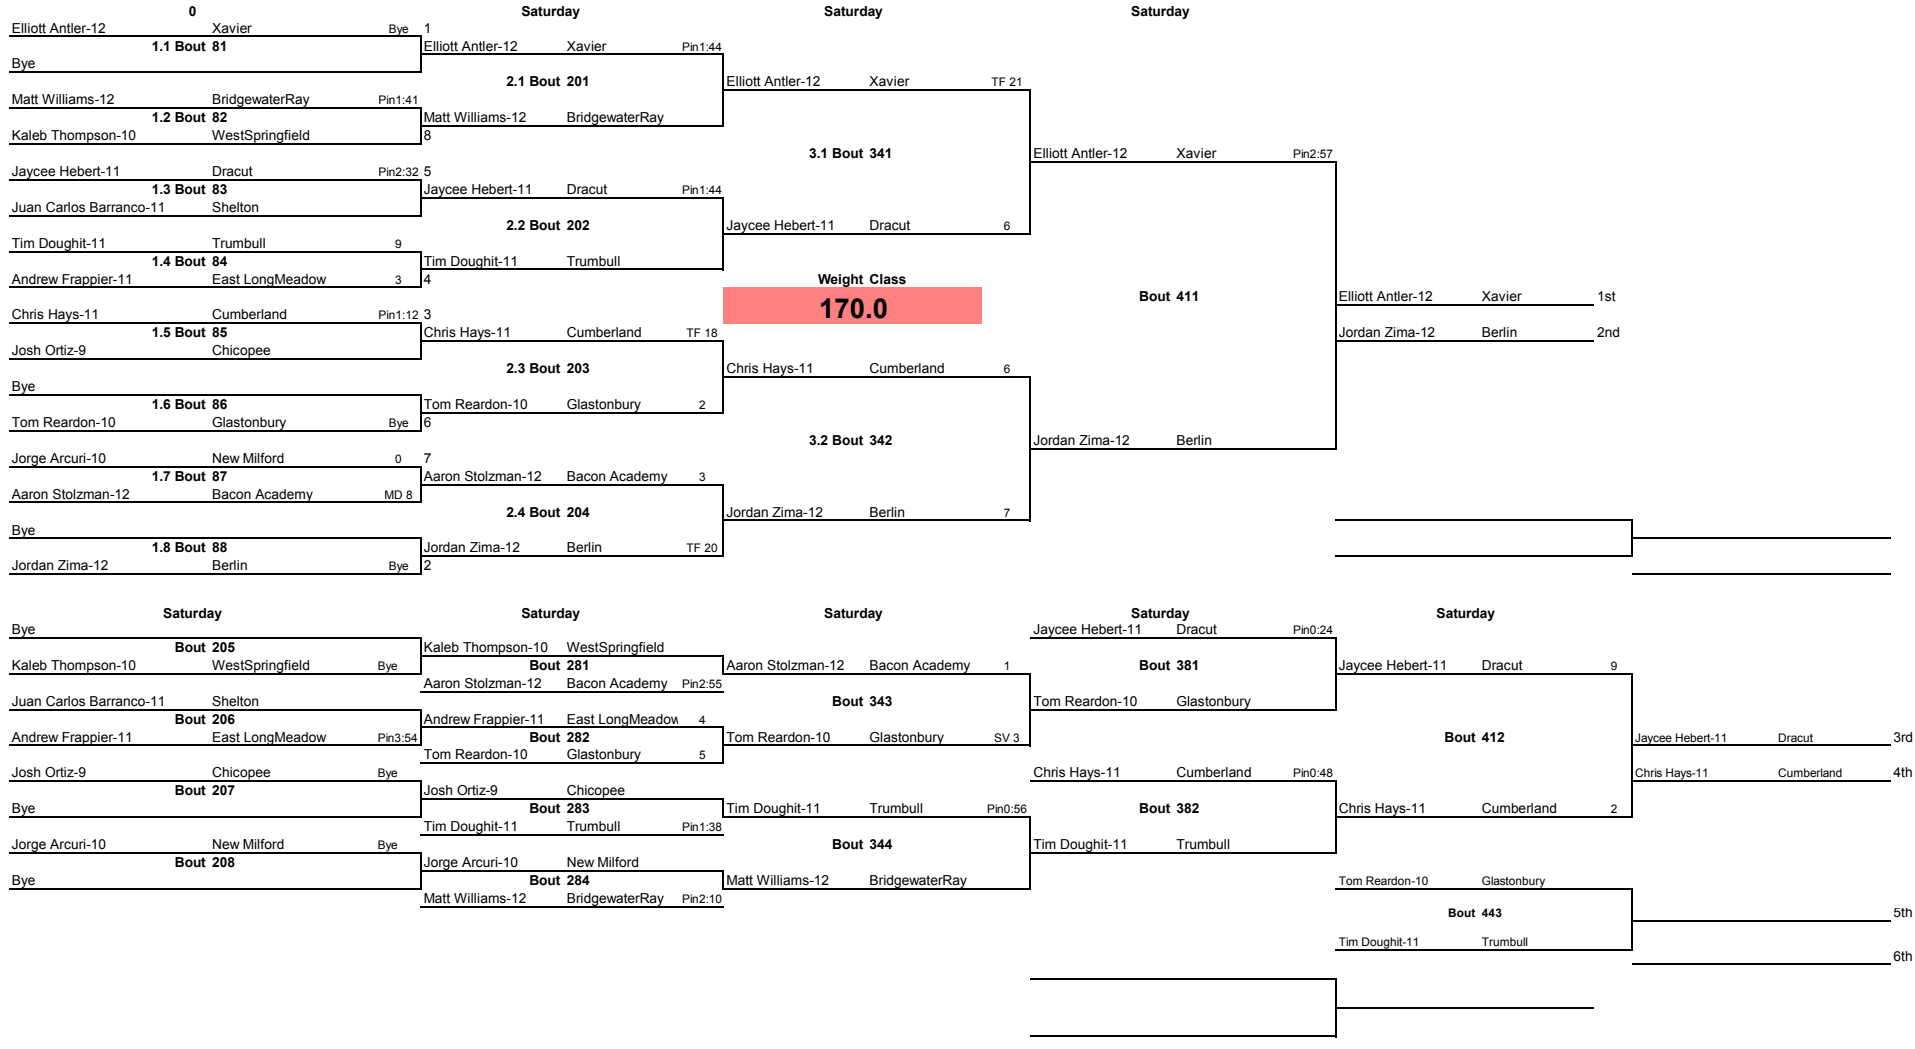 0 Saturday Saturday Saturday
Elliott Antler-12 Xavier Bye 1
1.1 Bout 81 Elliott Antler-12 Xavier Pin1:44
Bye
2.1 Bout 201 Elliott Antler-12 Xavier TF 21
Matt Williams-12 BridgewaterRay Pin1:41
1.2 Bout 82 Matt Williams-12 BridgewaterRay
Kaleb Thompson-10 WestSpringfield 8
3.1 Bout 341 Elliott Antler-12 Xavier Pin2:57
Jaycee Hebert-11 Dracut Pin2:32 5
1.3 Bout 83 Jaycee Hebert-11 Dracut Pin1:44
Juan Carlos Barranco-11 Shelton
2.2 Bout 202 Jaycee Hebert-11 Dracut 6
Tim Doughit-11 Trumbull 9
1.4 Bout 84 Tim Doughit-11 Trumbull
Andrew Frappier-11 East LongMeadow 3 4 Weight Class
Bout 411 Elliott Antler-12 Xavier 1st
170.0
Chris Hays-11 Cumberland Pin1:12 3
1.5 Bout 85 Chris Hays-11 Cumberland TF 18 Jordan Zima-12 Berlin 2nd
Josh Ortiz-9 Chicopee
2.3 Bout 203 Chris Hays-11 Cumberland 6
Bye
1.6 Bout 86 Tom Reardon-10 Glastonbury 2
Tom Reardon-10 Glastonbury Bye 6
3.2 Bout 342 Jordan Zima-12 Berlin
Jorge Arcuri-10 New Milford 0 7
1.7 Bout 87 Aaron Stolzman-12 Bacon Academy 3
Aaron Stolzman-12 Bacon Academy MD 8
2.4 Bout 204 Jordan Zima-12 Berlin 7
Bye
1.8 Bout 88 Jordan Zima-12 Berlin TF 20
Jordan Zima-12 Berlin Bye 2
Saturday Saturday Saturday Saturday Saturday
Bye Jaycee Hebert-11 Dracut Pin0:24
Bout 205 Kaleb Thompson-10 WestSpringfield
Kaleb Thompson-10 WestSpringfield Bye Bout 281 Aaron Stolzman-12 Bacon Academy 1 Bout 381 Jaycee Hebert-11 Dracut 9
Aaron Stolzman-12 Bacon Academy Pin2:55
Juan Carlos Barranco-11 Shelton Bout 343 Tom Reardon-10 Glastonbury
Bout 206 Andrew Frappier-11 East LongMeadow 4
Andrew Frappier-11 East LongMeadow Pin3:54 Bout 282 Tom Reardon-10 Glastonbury SV 3 Bout 412 Jaycee Hebert-11 Dracut 3rd
Tom Reardon-10 Glastonbury 5
Josh Ortiz-9 Chicopee Bye Chris Hays-11 Cumberland Pin0:48 Chris Hays-11 Cumberland 4th
Bout 207 Josh Ortiz-9 Chicopee
Bye Bout 283 Tim Doughit-11 Trumbull Pin0:56 Bout 382 Chris Hays-11 Cumberland 2
Tim Doughit-11 Trumbull Pin1:38
Jorge Arcuri-10 New Milford Bye Bout 344 Tim Doughit-11 Trumbull
Bout 208 Jorge Arcuri-10 New Milford
Bye Bout 284 Matt Williams-12 BridgewaterRay Tom Reardon-10 Glastonbury
Matt Williams-12 BridgewaterRay Pin2:10
Bout 443 5th
Tim Doughit-11 Trumbull
6th